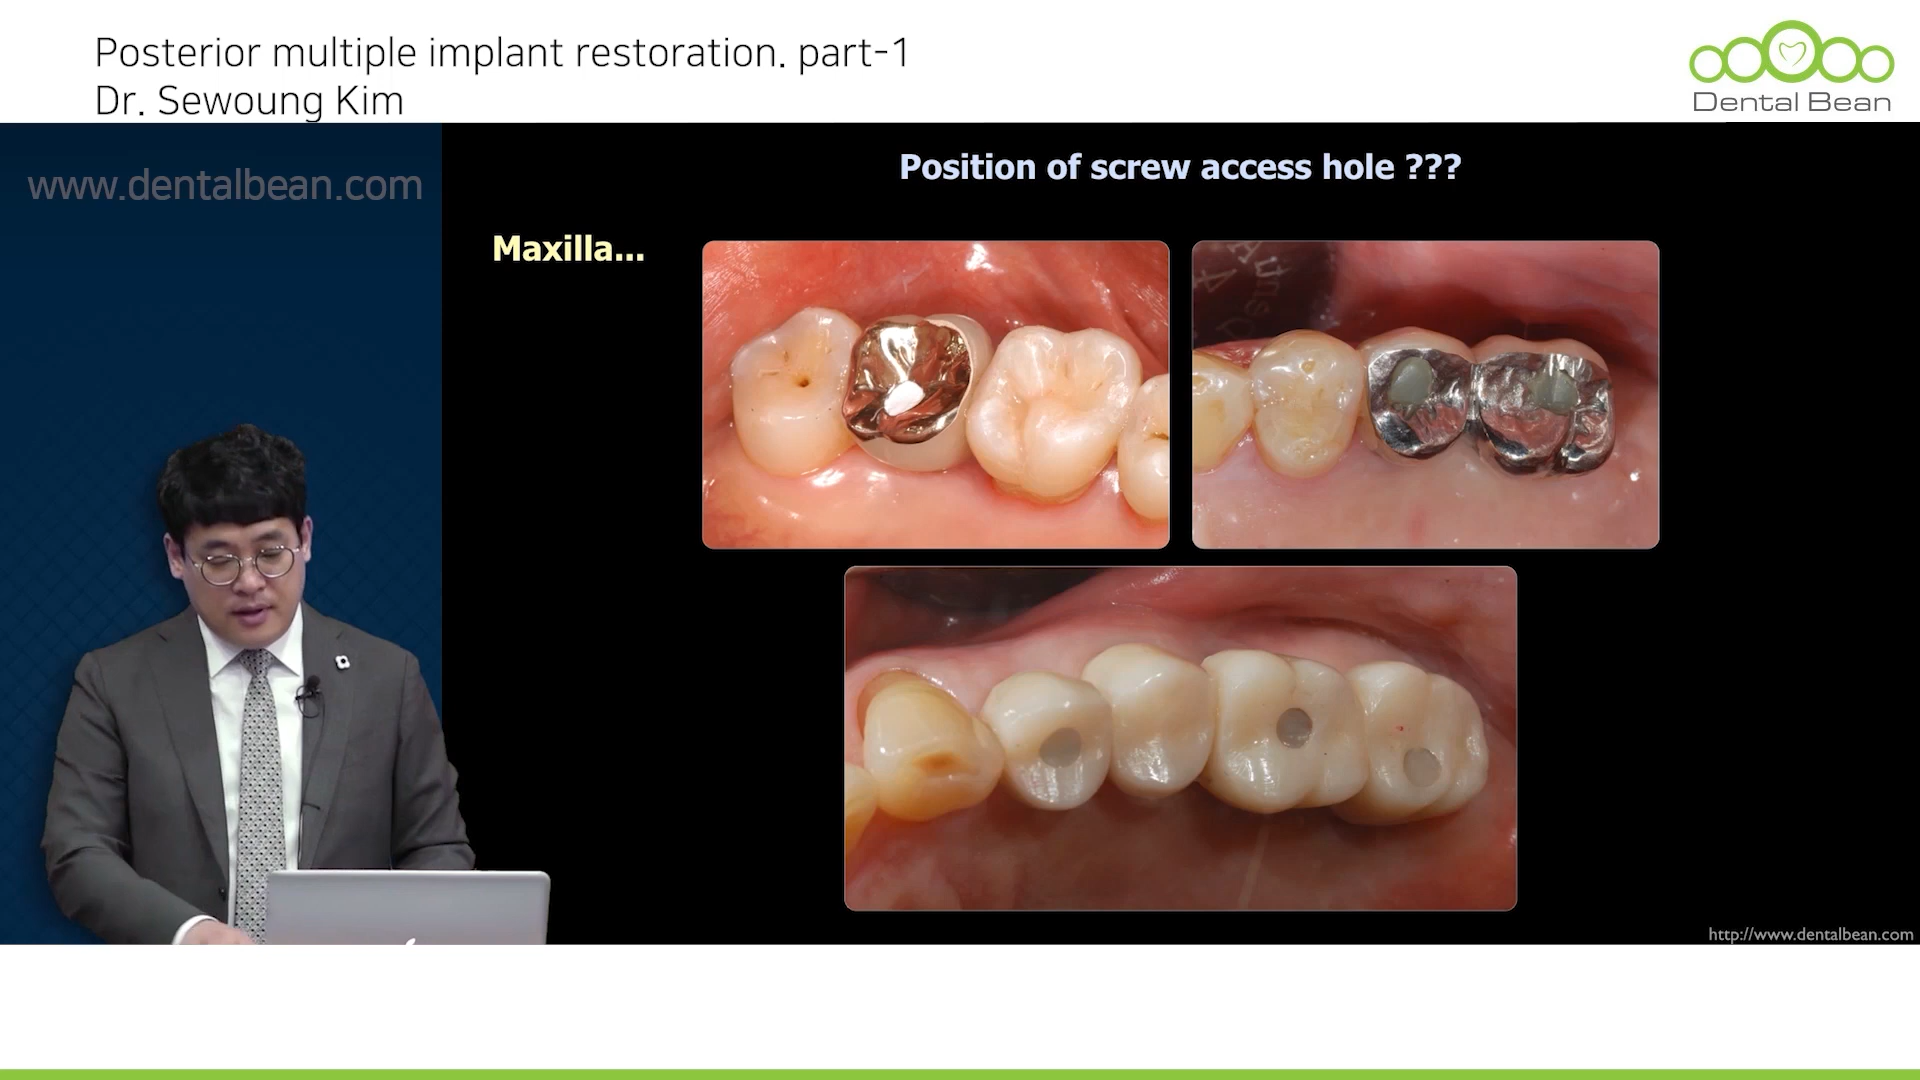 Posterior multiple implant restoration. part-1
Dr. Sewoung Kim
Dental Bean
www.dentalbean.com
Position of screw access hole ???
Maxilla...
http://www.dentalbean.com